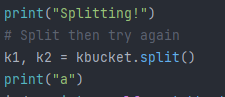 print("Splitting!")
# Split then try again
k1, k2 = kbucket.split()
print("a")